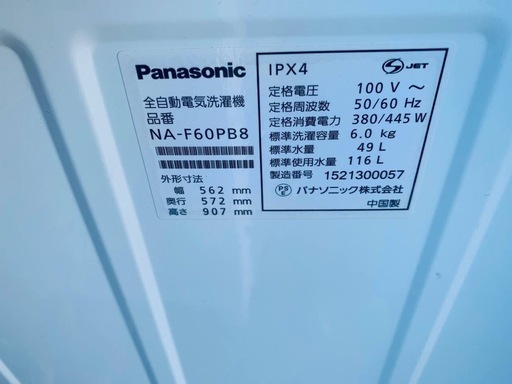 Panasonic
全自動電気洗濯機
品番
NA-F60PB8
外形寸法
幅 562 mm
奥行 572 mm
高さ 907 mm
IPX4
S JET
定格電圧 100 V ～
定格周波数 50/60 Hz
定格消費電力 380/445 W
標準洗濯容量 6.0 kg
標準水量 49 L
標準使用水量 116 L
製造番号 1521300057
PS E パナソニック株式会社
中国製